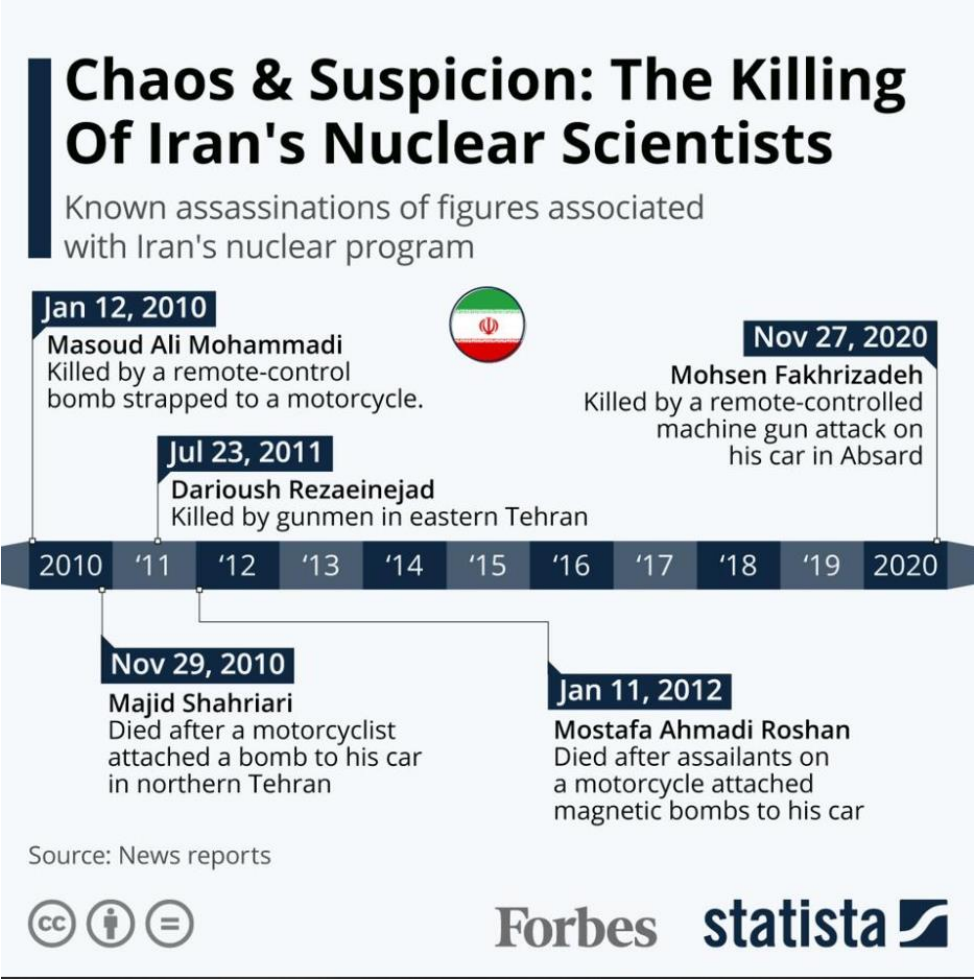 Chaos & Suspicion: The Killing
Of Iran's Nuclear Scientists
Known assassinations of figures associated
with Iran's nuclear program
Jan 12, 2010
Masoud Ali Mohammadi
Killed by a remote-control
bomb strapped to a motorcycle.
Nov 27, 2020
Mohsen Fakhrizadeh
Killed by a remote-controlled
machine gun attack on
his car in Absard
Jul 23, 2011
Darioush Rezaeinejad
Killed by gunmen in eastern Tehran
2010 ‘11 ‘12 ‘13 ‘14 ‘15 ‘16 ‘17 ‘18 ‘19 2020
Nov 29, 2010
Majid Shahriari
Died after a motorcyclist
attached a bomb to his car
in northern Tehran
Jan 11, 2012
Mostafa Ahmadi Roshan
Died after assailants on
a motorcycle attached
magnetic bombs to his car
Source: News reports
cc
Forbes statista